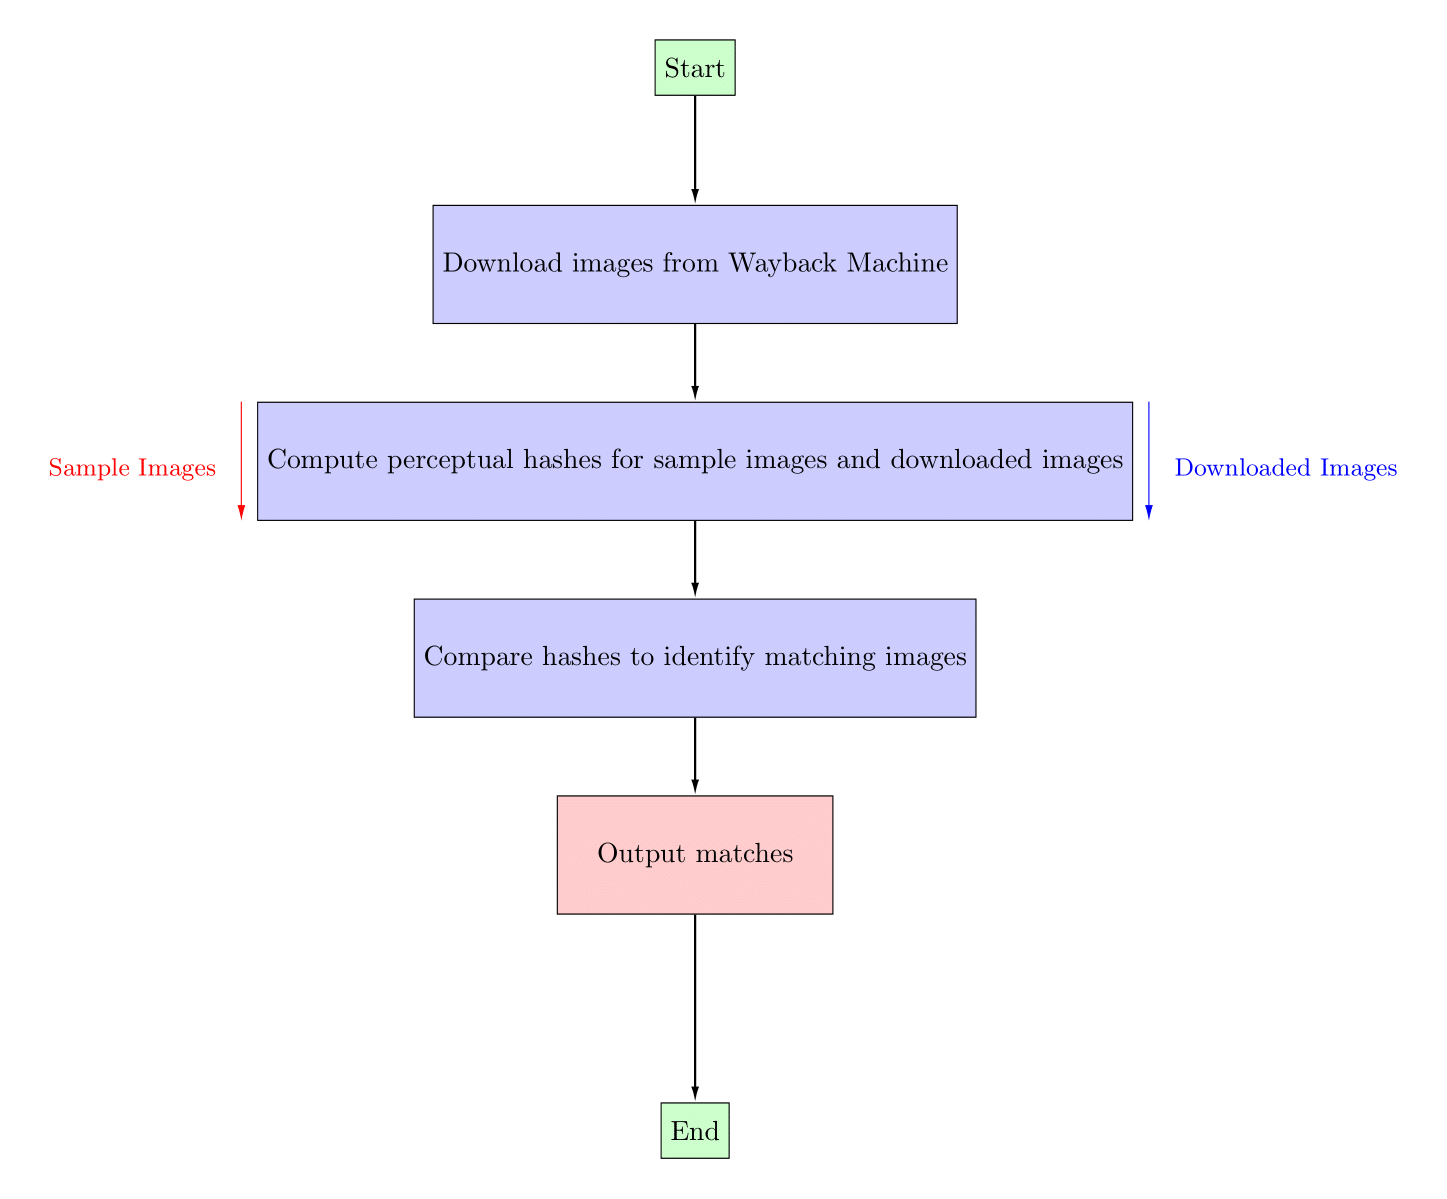 Start
Download images from Wayback Machine
Compute perceptual hashes for sample images and downloaded images
Sample Images
Downloaded Images
Compare hashes to identify matching images
Output matches
End